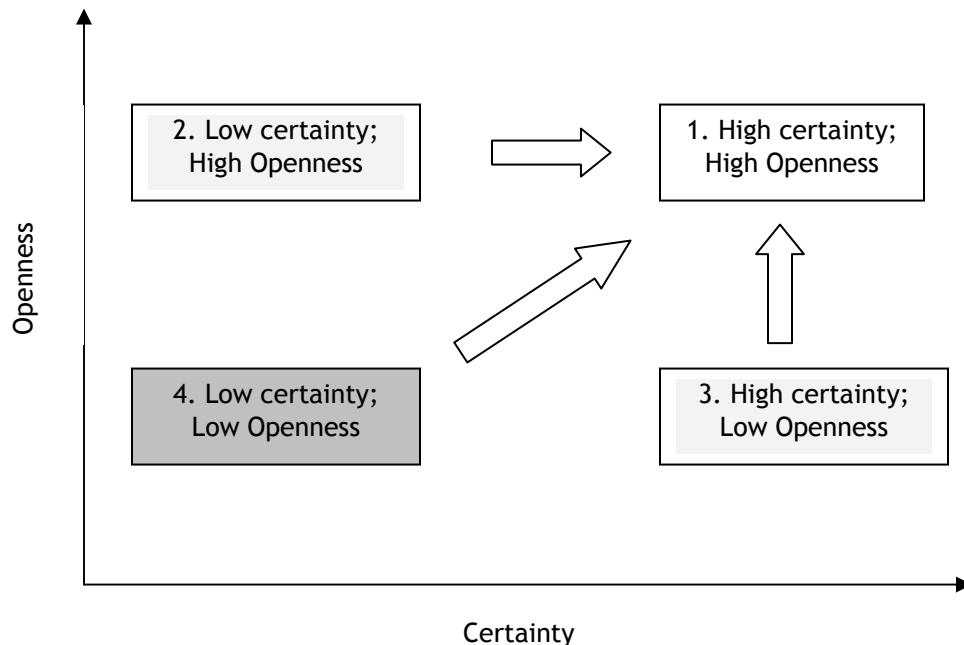 2. Low certainty;
High Openness
1. High certainty;
High Openness
Openness
4. Low certainty;
Low Openness
3. High certainty;
Low Openness
Certainty